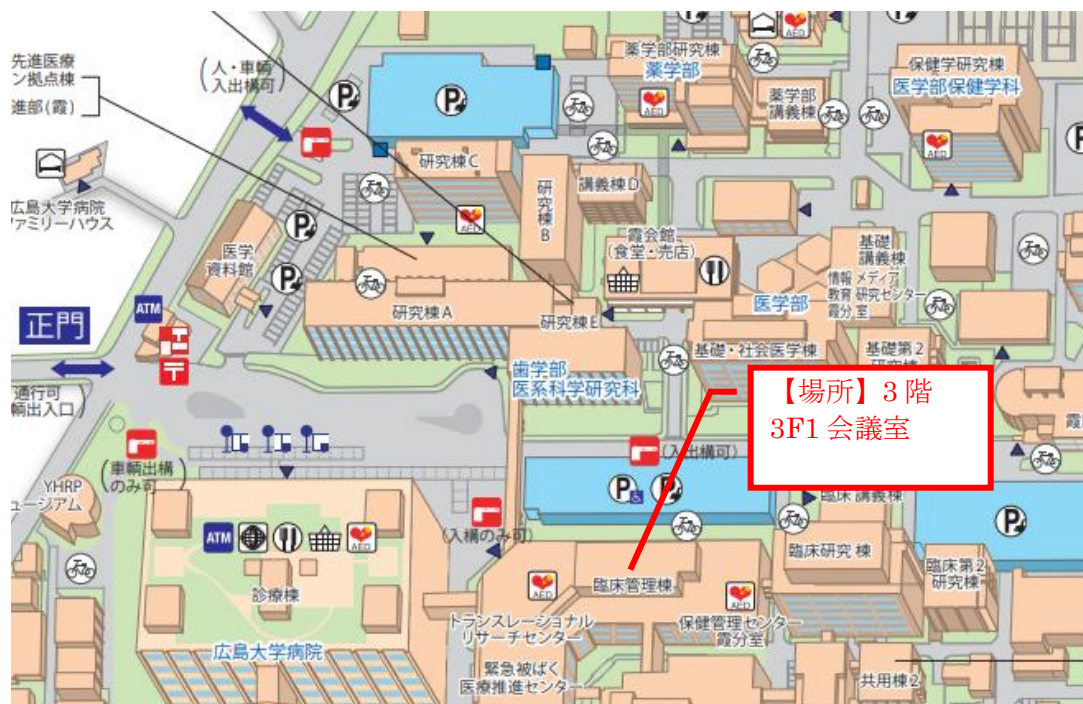 先進医療
ン拠点棟
進部(霞)
(人・車輌
入出構可)
薬学部研究棟
薬学部
保健学研究棟
医学部保健学科
薬学部
講義棟
AED
AED
AED
P
P
P
P
研究棟C
AED
研究棟B
講義棟D
広島大学病院
ファミリーハウス
医学
資料館
霞会館
(食堂・売店)
基礎
講義棟
情報 メディア
教育 研究センター
霞分 室
医学部
ATM
正門
研究棟A
研究棟E
基礎・社会医学棟
基礎第2
研究棟
歯学部
医系科学研究科
通行可
輌出入口)
【場所】3階
3F1会議室
霞
(車輌出構
のみ可)
(入出構可)
YHRP
ュージアム
P
P
P
(入構のみ可)
臨床 講義棟
ATM
AED
臨床研究 棟
臨床第2
研究棟
診療棟
AED
臨床管理棟
AED
トランスレーショナル
リサーチセンター
保健管理センター
霞分室
広島大学病院
緊急被ばく
医療推進センター
共用棟2